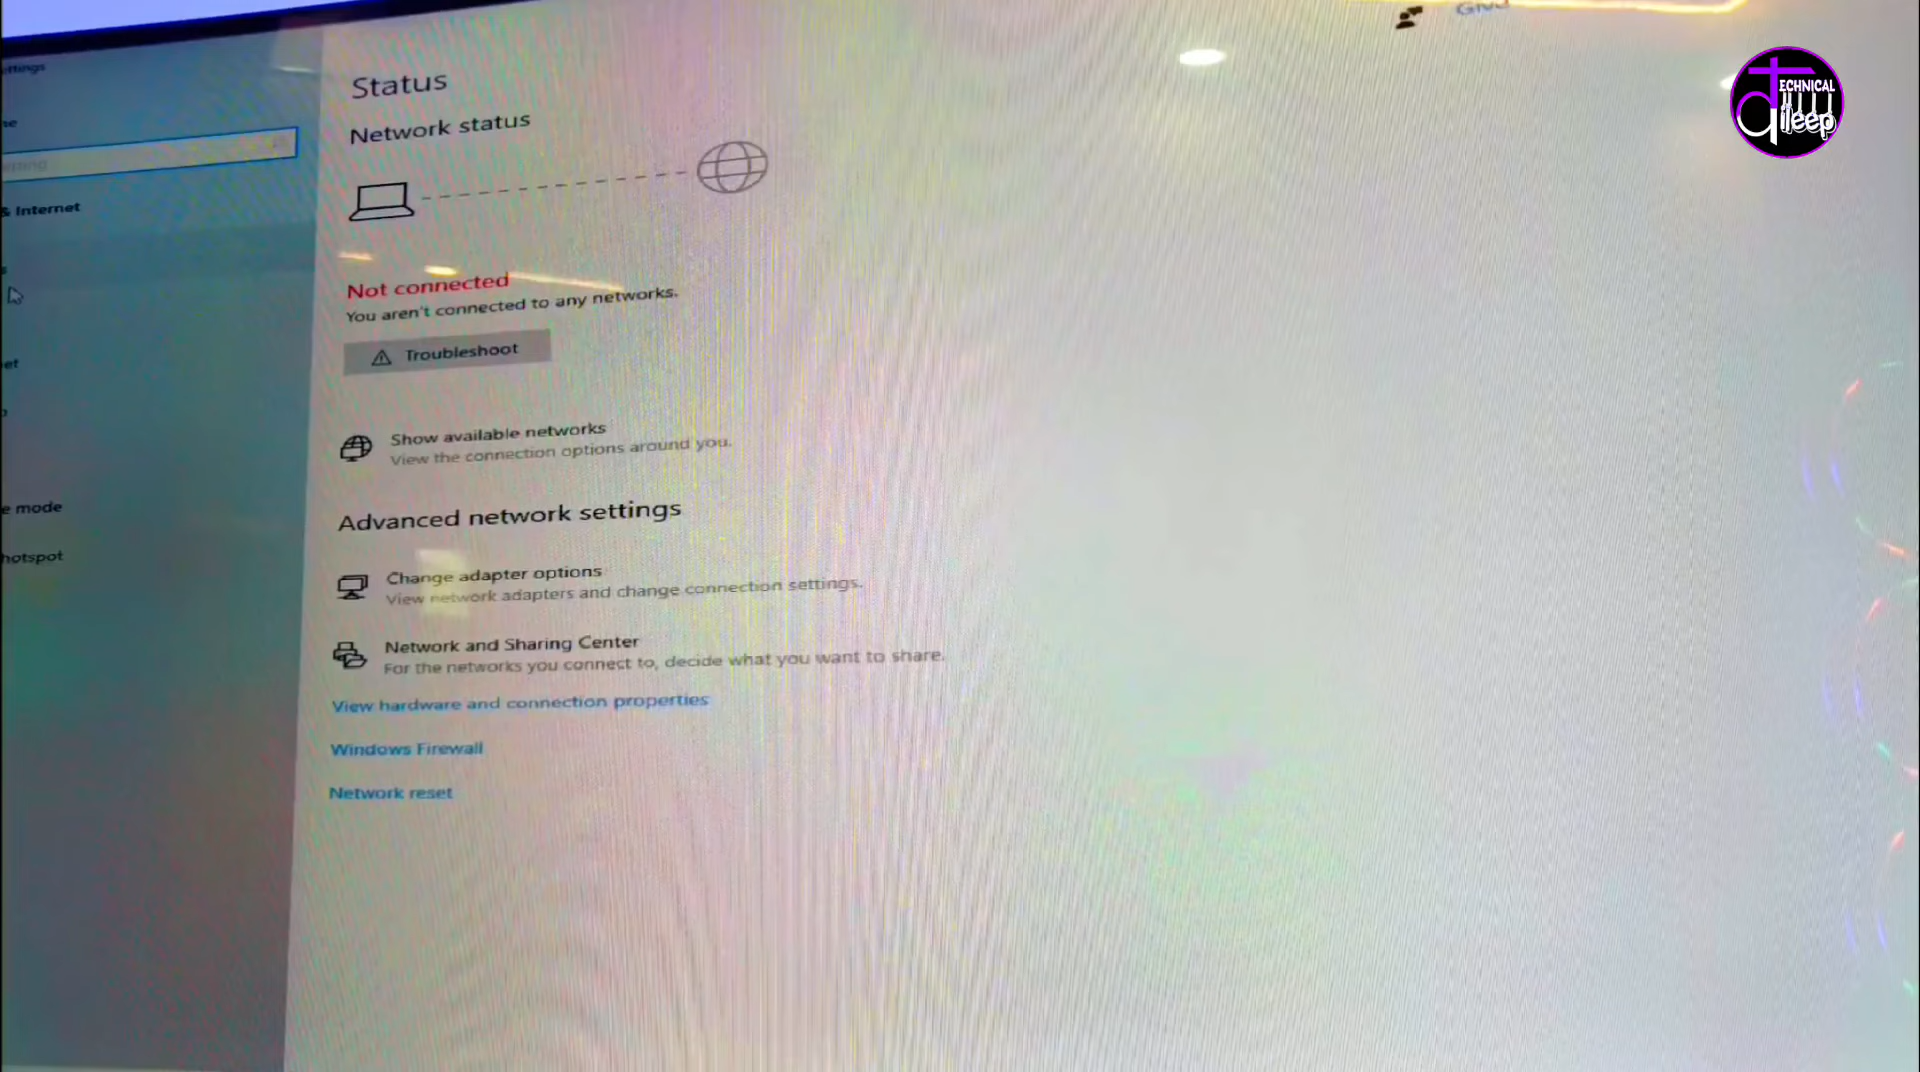 ettings
Status
Network status
& Internet
Not connected
You aren't connected to any networks.
Troubleshoot
Show available networks
View the connection options around you.
e mode
Advanced network settings
hotspot
Change adapter options
View network adapters and change connection settings.
Network and Sharing Center
For the networks you connect to, decide what you want to share.
View hardware and connection properties
Windows Firewall
Network reset
TECHNICAL
dileep